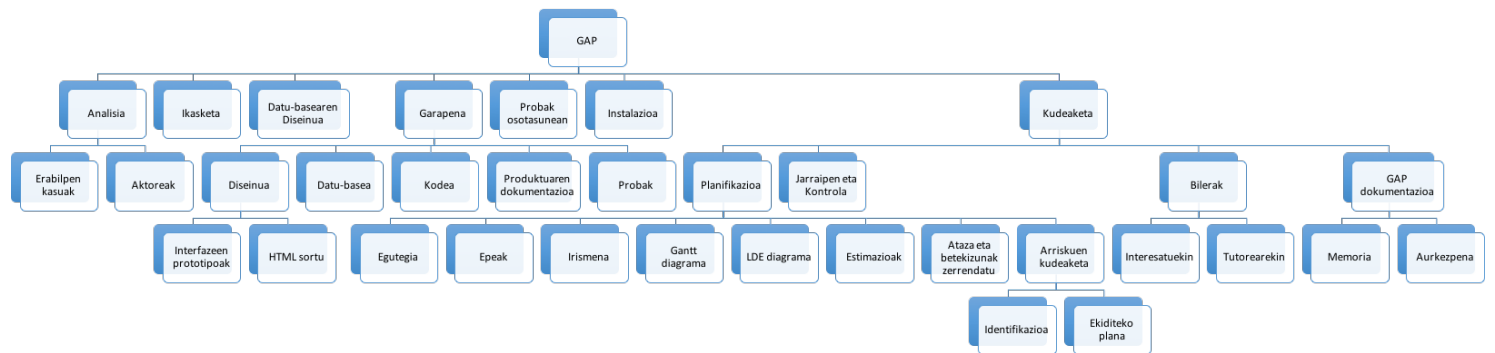 GAP
Analisia
Ikasketa
Datu-basearen
Diseinua
Garapena
Probak
osotasunean
Instalazioa
Kudeaketa
Erabilpen
kasuak
Aktoreak
Diseinua
Datu-basea
Kodea
Produktuaren
dokumentazioa
Probak
Planifikazioa
Jarraipen eta
Kontrola
Bilerak
GAP
dokumentazioa
Interfazeen
prototipoak
HTML sortu
Egutegia
Epeak
Irismena
Gantt
diagrama
LDE diagrama
Estimazioak
Ataza eta
betekizunak
zerrendatu
Arriskuen
kudeaketa
Interesatuekin
Tutorearekin
Memoria
Aurkezpena
Identifikazioa
Ekiditeko
plana